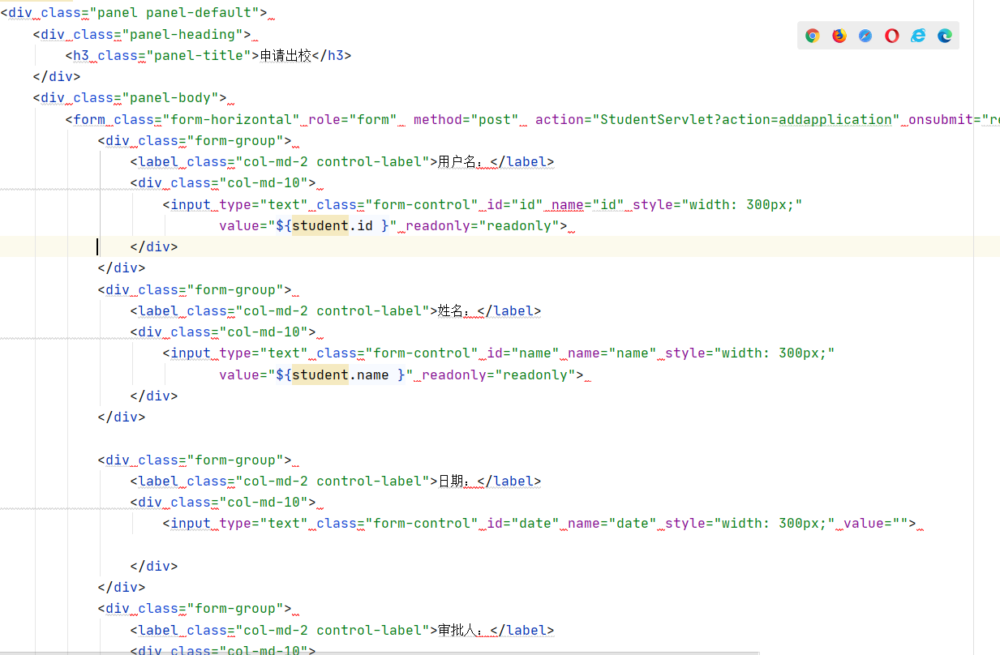 <div class="panel panel-default">
<div class="panel-heading">
<h3 class="panel-title">申请出校</h3>
</div>
<div class="panel-body">
<form class="form-horizontal" role="form"  method="post"  action="StudentServlet?action=addapplication" onsubmit="re
<div class="form-group">
<label class="col-md-2 control-label">用户名：</label>
<div class="col-md-10">
<input type="text" class="form-control" id="id" name="id" style="width: 300px;"
value="${student.id }" readonly="readonly">
</div>
</div>
<div class="form-group">
<label class="col-md-2 control-label">姓名：</label>
<div class="col-md-10">
<input type="text" class="form-control" id="name" name="name" style="width: 300px;"
value="${student.name }" readonly="readonly">
</div>
</div>
<div class="form-group">
<label class="col-md-2 control-label">日期：</label>
<div class="col-md-10">
<input type="text" class="form-control" id="date" name="date" style="width: 300px;" value="">
</div>
</div>
<div class="form-group">
<label class="col-md-2 control-label">审批人：</label>
<div class="col-md-10">